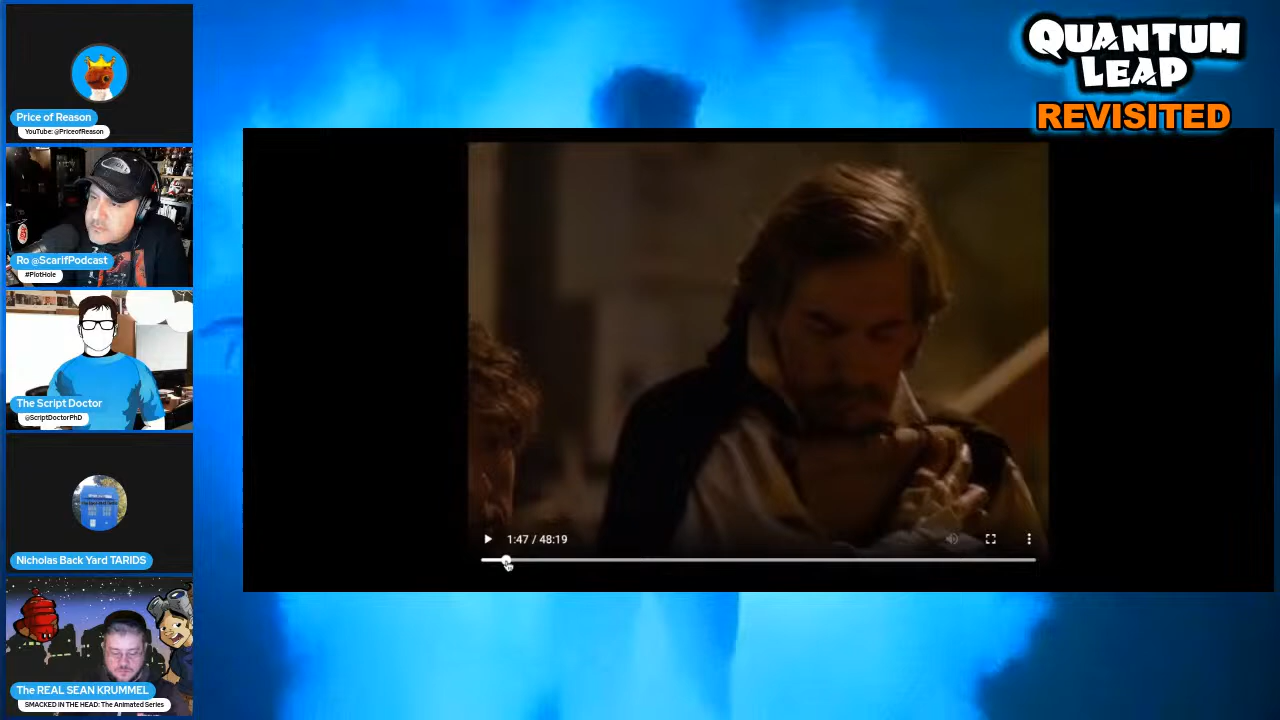 QUANTUM
LEAP
REVISITED
Price of Reason
YouTube: @PriceofReason
Ro @ScarifPodcast
#PlotHole
The Script Doctor
@ScriptDoctorPhD
Nicholas Back Yard TARIDS
The REAL SEAN KRUMMEL
SMACKED IN THE HEAD: The Animated Series
1:47 / 48:19